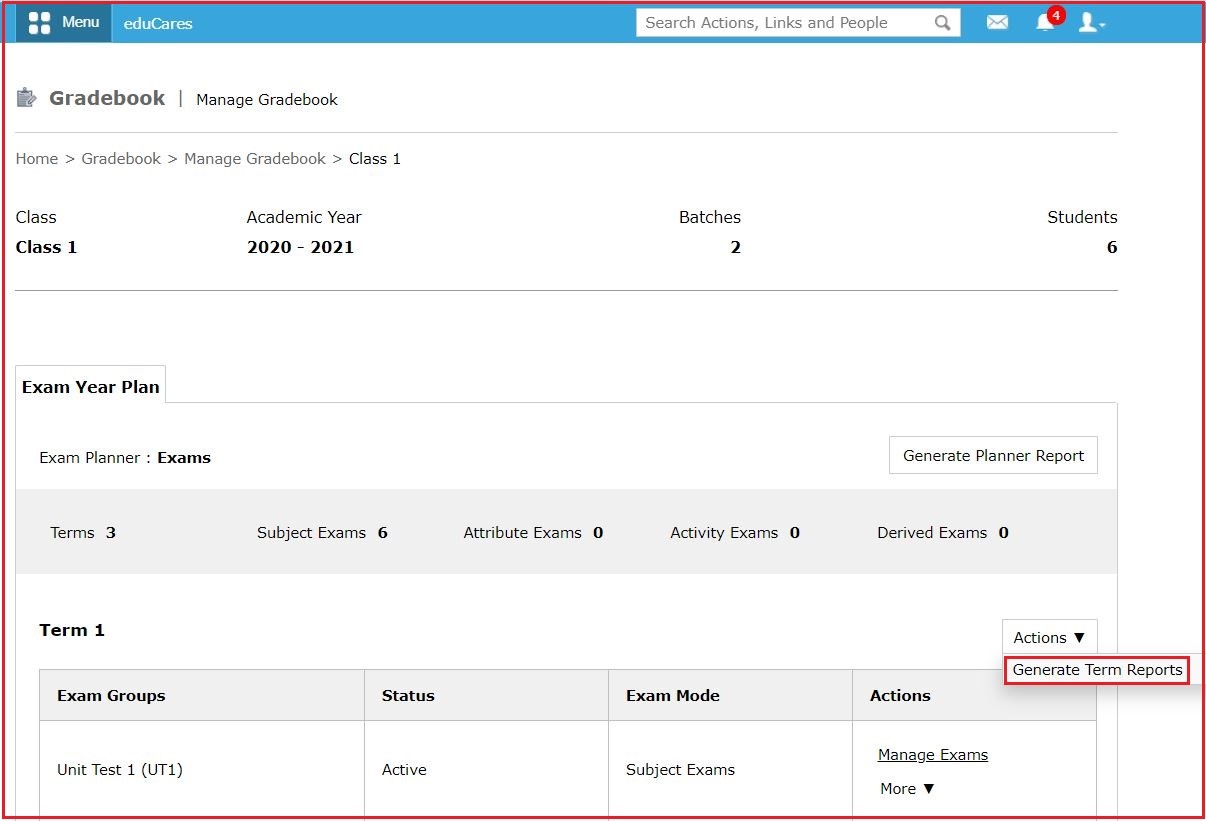 Menu eduCares Search Actions, Links and People 4
Gradebook | Manage Gradebook
Home > Gradebook > Manage Gradebook > Class 1
Class Academic Year Batches Students
Class 1 2020 - 2021 2 6
Exam Year Plan
Exam Planner : Exams Generate Planner Report
Terms 3 Subject Exams 6 Attribute Exams 0 Activity Exams 0 Derived Exams 0
Term 1 Actions ▼
Generate Term Reports
Exam Groups Status Exam Mode Actions
Unit Test 1 (UT1) Active Subject Exams Manage Exams
More ▼